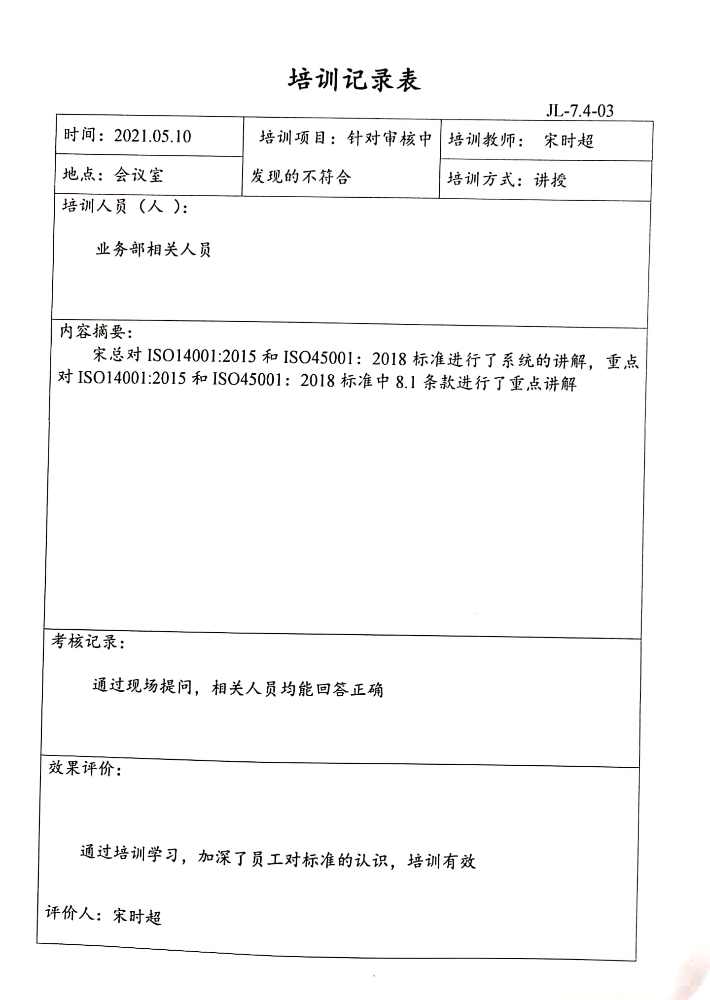 培训记录表
JL-7.4-03
时间：2021.05.10
培训项目：针对审核中
发现的不符合
培训教师： 宋时超
地点：会议室
培训方式：讲授
培训人员（人 ）：
业务部相关人员
内容摘要：
宋总对 ISO14001:2015 和 ISO45001：2018 标准进行了系统的讲解，重点
对 ISO14001:2015 和 ISO45001：2018 标准中 8.1 条款进行了重点讲解
考核记录：
通过现场提问，相关人员均能回答正确
效果评价：
通过培训学习，加深了员工对标准的认识，培训有效
评价人：宋时超